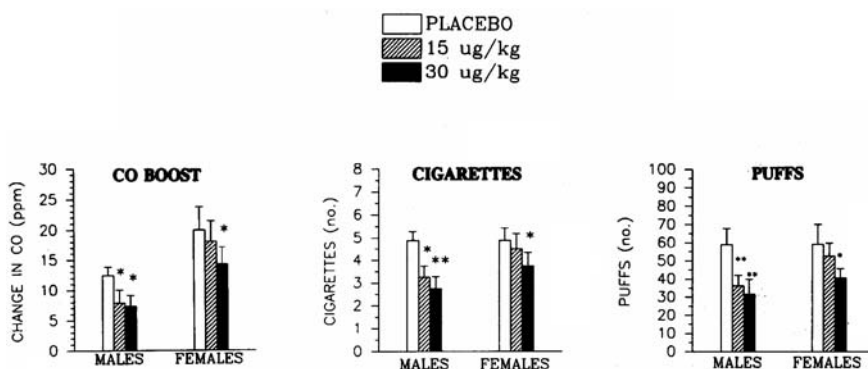 PLACEBO
15 ug/kg
30 ug/kg
CO BOOST
CHANGE IN CO (ppm)
30
25
20
15
10
5
0
* *
*
MALES FEMALES
CIGARETTES
CIGARETTES (no.)
8
7
6
5
4
3
2
1
0
* **
*
MALES FEMALES
PUFFS
PUFFS (no.)
100
90
80
70
60
50
40
30
20
10
0
** **
*
MALES FEMALES